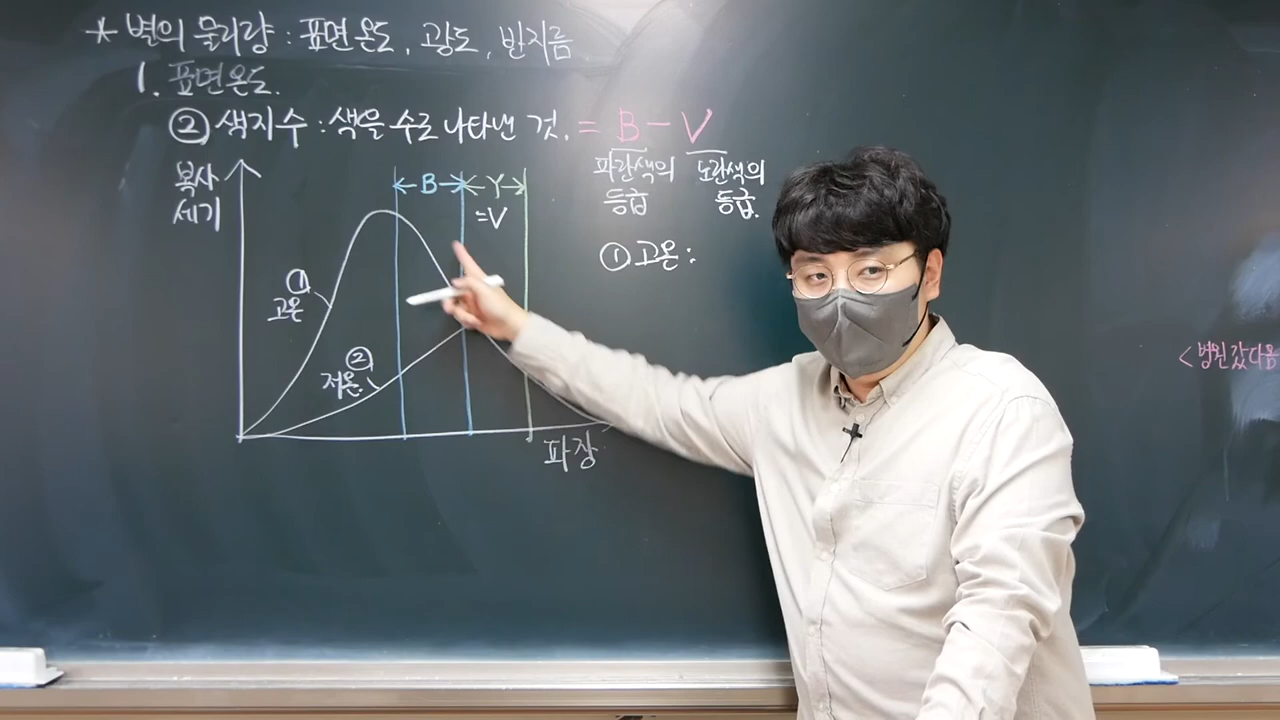 * 별의 물리량 : 표면온도, 광도, 반지름
1. 표면온도.
② 색지수 : 색을 수로 나타낸 것. = B - V
파란색의 등급
노란색의 등급.
복사
세기
B
Y
=V
① 고온 :
①
고온
②
저온.
파장
< 병원 갔다옴